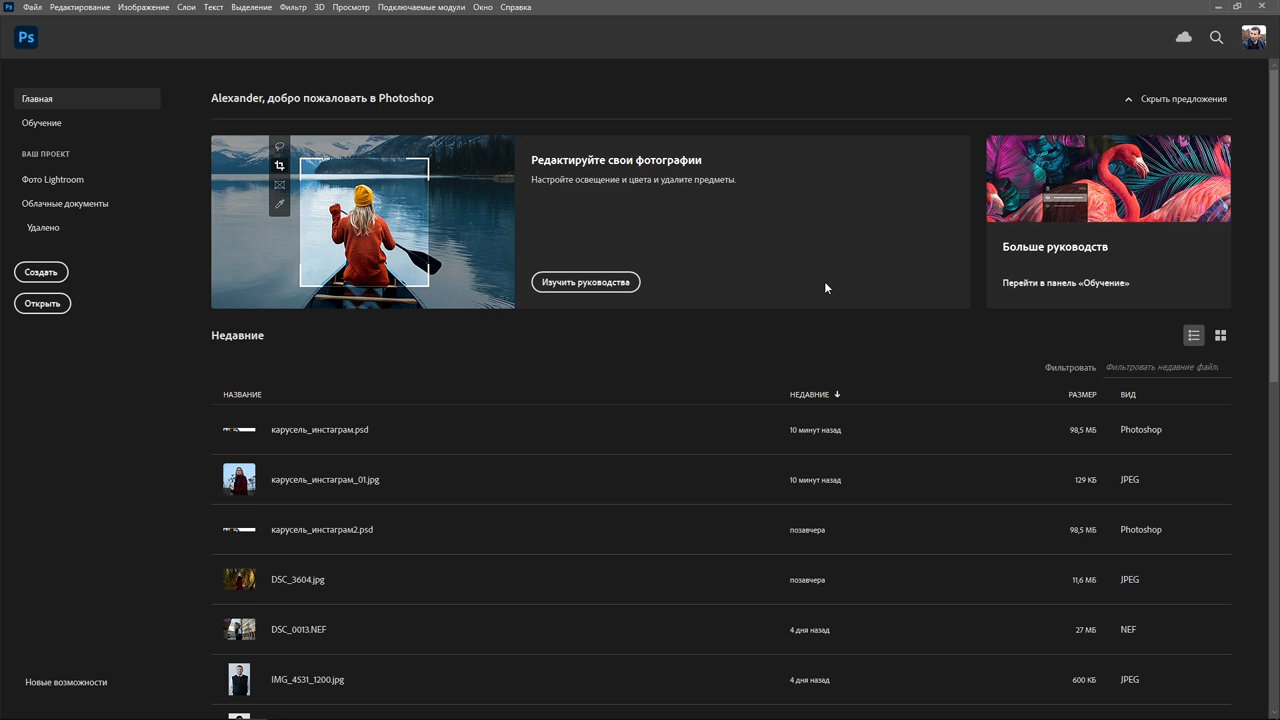 Ps Файл Редактирование Изображение Слои Текст Выделение Фильтр 3D Просмотр Подключаемые модули Окно Справка
Ps
Главная
Обучение
ВАШ ПРОЕКТ
Фото Lightroom
Облачные документы
Удалено
Создать
Открыть
Новые возможности
Alexander, добро пожаловать в Photoshop
Скрыть предложения
Редактируйте свои фотографии
Настройте освещение и цвета и удалите предметы.
Изучить руководства
Больше руководств
Перейти в панель «Обучение»
Недавние
Фильтровать Фильтровать недавние файль
НАЗВАНИЕ НЕДАВНИЕ РАЗМЕР ВИД
карусель_инстаграм.psd 10 минут назад 98,5 МБ Photoshop
карусель_инстаграм_01.jpg 10 минут назад 129 КБ JPEG
карусель_инстаграм2.psd позавчера 98,5 МБ Photoshop
DSC_3604.jpg позавчера 11,6 МБ JPEG
DSC_0013.NEF 4 дня назад 27 МБ NEF
IMG_4531_1200.jpg 4 дня назад 600 КБ JPEG